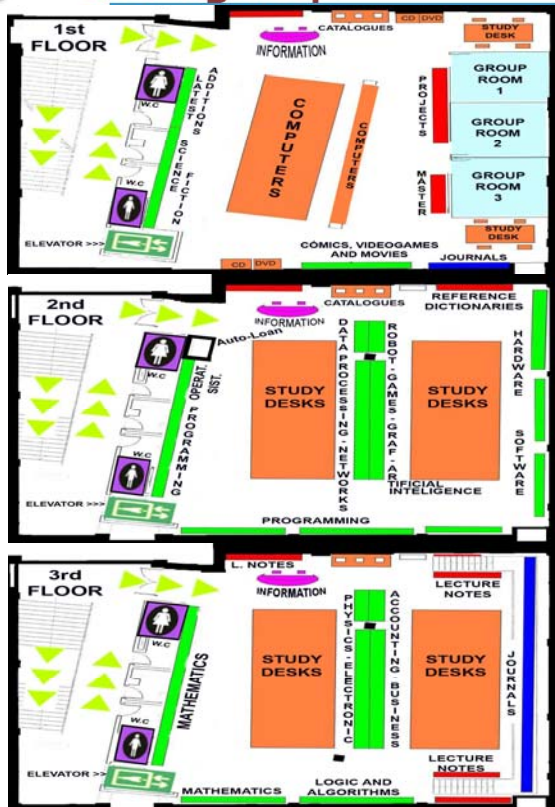 1st
FLOOR
W.C
ADDITIONS
LATEST
SCIENCE
FICTION
W.C
ELEVATOR >>>
INFORMATION
CATALOGUES
CD DVD
STUDY
DESK
COMPUTERS
COMPUTERS
PROJECTS
MASTER
GROUP
ROOM
1
GROUP
ROOM
2
GROUP
ROOM
3
STUDY
DESK
CD DVD
COMICS, VIDEOGAMES
AND MOVIES
JOURNALS
2nd
FLOOR
W.C
Auto-Loan
OPERAT.
SIST.
PROGRAMMING
W.C
ELEVATOR >>>
INFORMATION
CATALOGUES
REFERENCE
DICTIONARIES
STUDY
DESKS
DATA PROCESSING-NETWORKS
ROBOT-GAMES-GRAF-AR
TIFICIAL
INTELIGENCE
STUDY
DESKS
HARDWARE
SOFTWARE
PROGRAMMING
3rd
FLOOR
W.C
MATHEMATICS
W.C
ELEVATOR >>>
L. NOTES
INFORMATION
LECTURE
NOTES
STUDY
DESKS
PHYSICS-ELECTRONIC
ACCOUNTING-BUSINESS
STUDY
DESKS
JOURNALS
LECTURE
NOTES
MATHEMATICS
LOGIC AND
ALGORITHMS